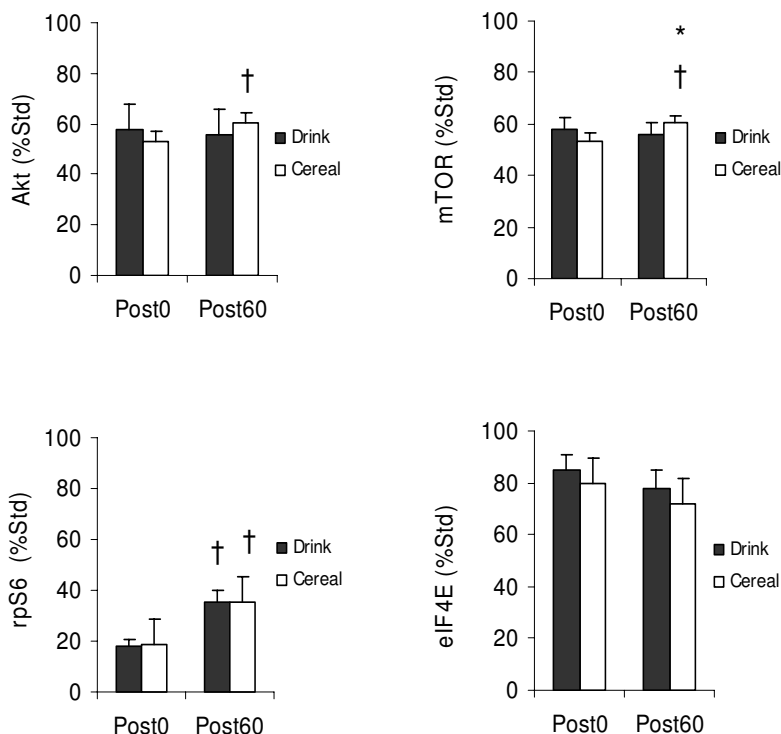 100
80
60
40
20
0
Akt (%Std)
†
Drink
Cereal
Post0 Post60
100
80
60
40
20
0
mTOR (%Std)
*
†
Drink
Cereal
Post0 Post60
100
80
60
40
20
0
rpS6 (%Std)
† †
Drink
Cereal
Post0 Post60
100
80
60
40
20
0
eIF4E (%Std)
Drink
Cereal
Post0 Post60